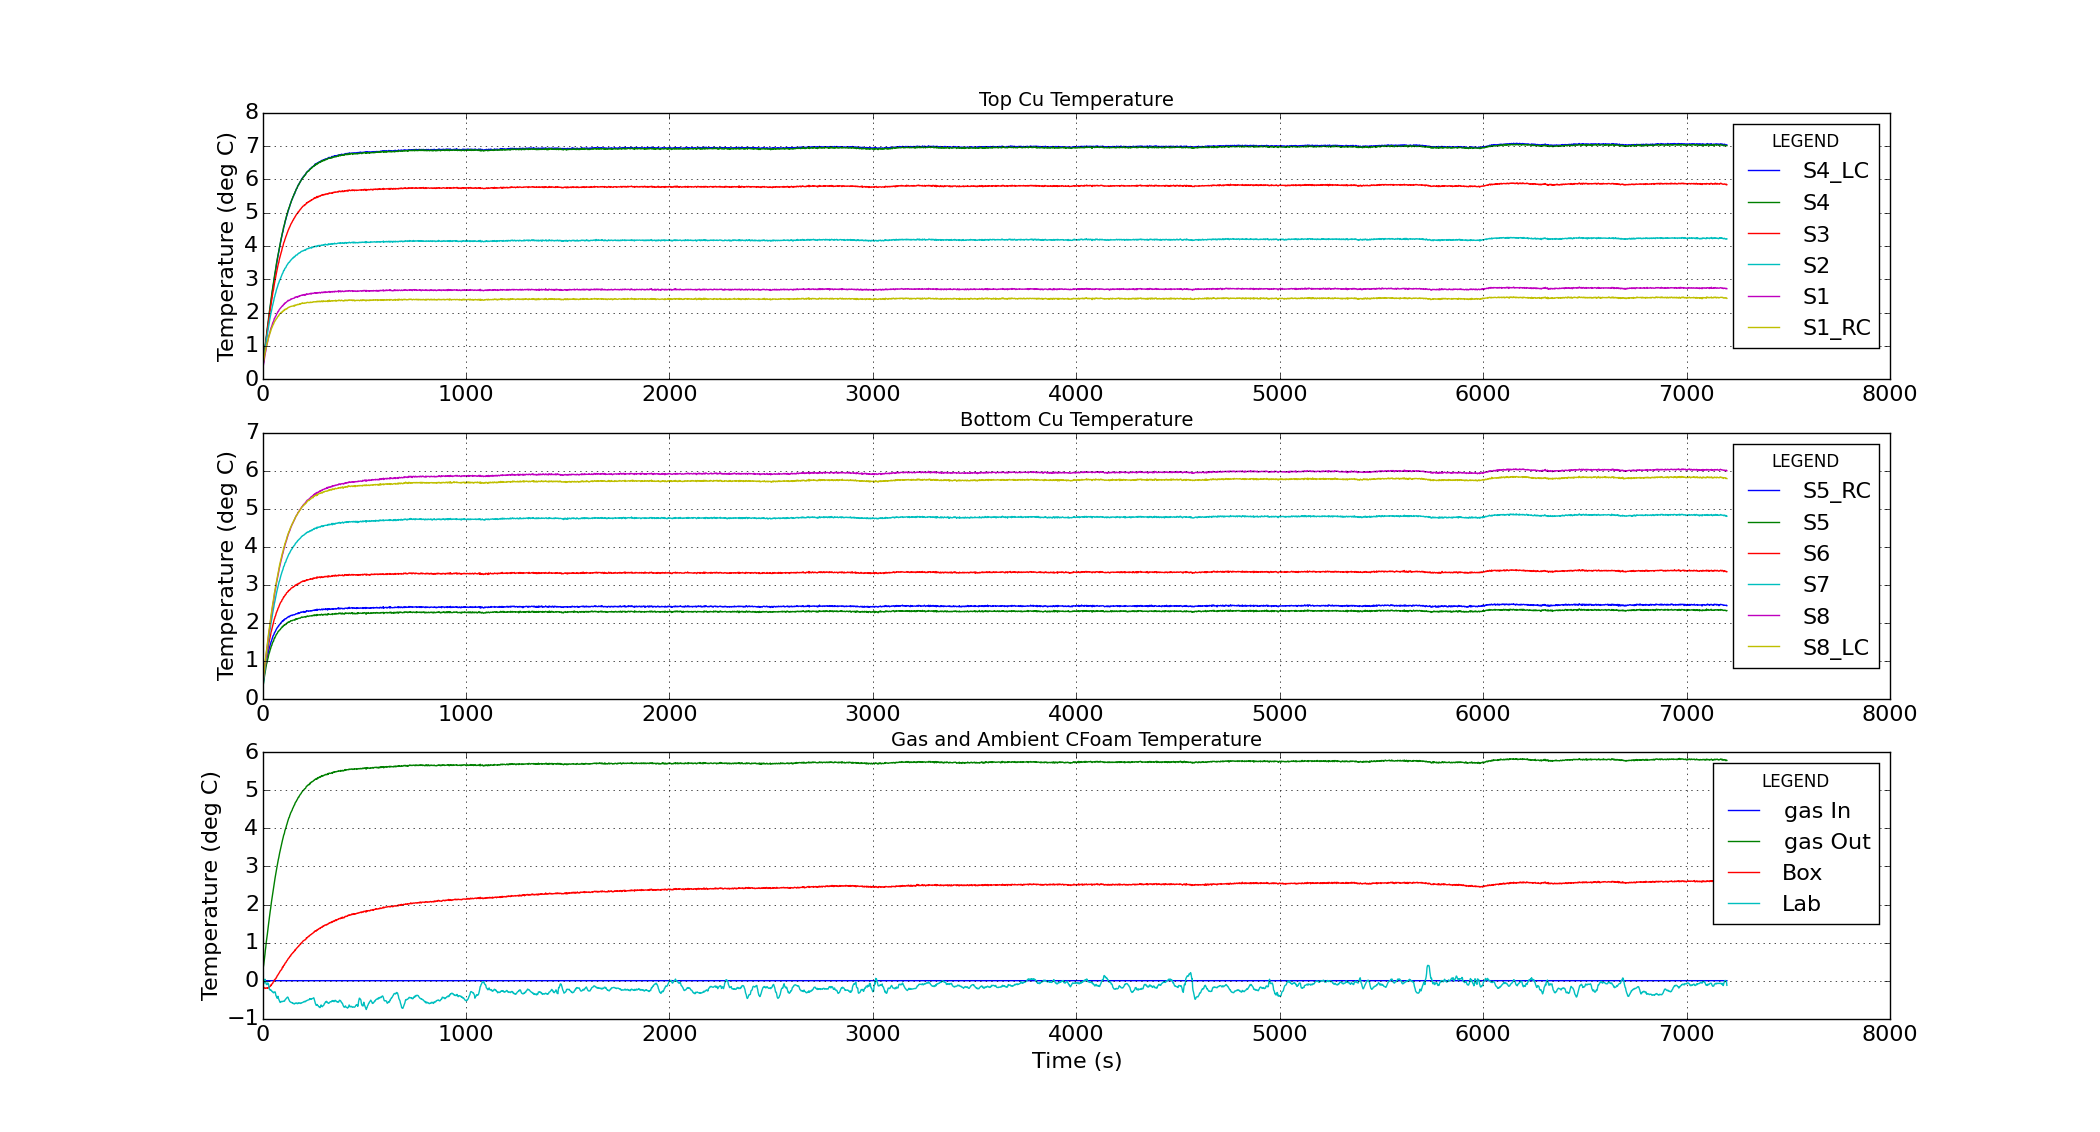 Top Cu Temperature
Temperature (deg C)
8
7
6
5
4
3
2
1
0
0 1000 2000 3000 4000 5000 6000 7000 8000
LEGEND
S4_LC
S4
S3
S2
S1
S1_RC
Bottom Cu Temperature
Temperature (deg C)
7
6
5
4
3
2
1
0
0 1000 2000 3000 4000 5000 6000 7000 8000
LEGEND
S5_RC
S5
S6
S7
S8
S8_LC
Gas and Ambient CFoam Temperature
Temperature (deg C)
6
5
4
3
2
1
0
−1
0 1000 2000 3000 4000 5000 6000 7000 8000
LEGEND
gas In
gas Out
Box
Lab
Time (s)